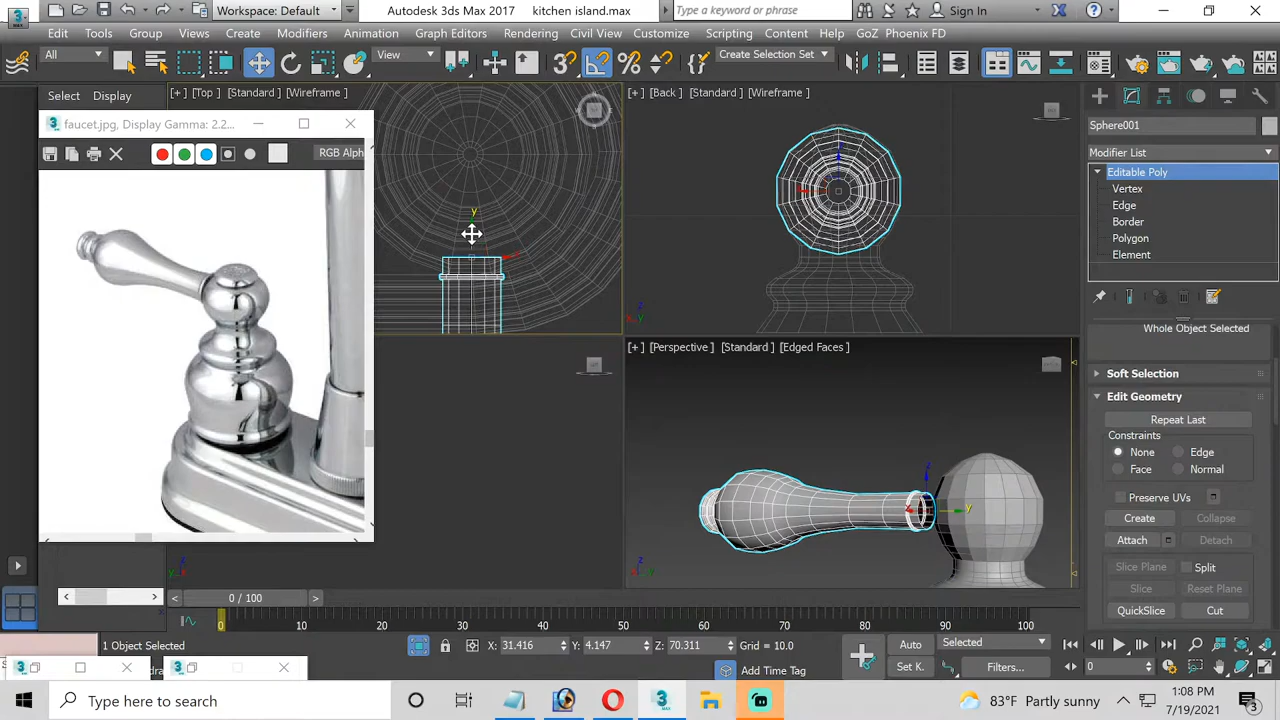 Workspaces: Default
Autodesk 3ds Max 2017
kitchen island.max
Type a keyword or phrase
Sign In
Edit
Tools
Group
Views
Create
Modifiers
Animation
Graph Editors
Rendering
Civil View
Customize
Scripting
Content
Help
GoZ
Phoenix FD
All
View
Create Selection Set
Select
Display
[+] [Top] [Standard] [Wireframe]
[+] [Back] [Standard] [Wireframe]
Sphere001
faucet.jpg, Display Gamma: 2.2...
RGB Alph
Modifier List
Editable Poly
Vertex
Edge
Border
Polygon
Element
Whole Object Selected
[+] [Perspective] [Standard] [Edged Faces]
Soft Selection
Edit Geometry
Repeat Last
Constraints
None
Edge
Face
Normal
Preserve UVs
Create
Collapse
Attach
Detach
Slice Plane
Split
Slice
Reset Plane
QuickSlice
Cut
0 / 100
0
10
20
30
40
50
60
70
80
90
100
1 Object Selected
X: 31.416
Y: 4.147
Z: 70.311
Grid = 10.0
Auto
Selected
Add Time Tag
Set K.
Filters...
0
Type here to search
83°F Partly sunny
1:08 PM
7/19/2021
3